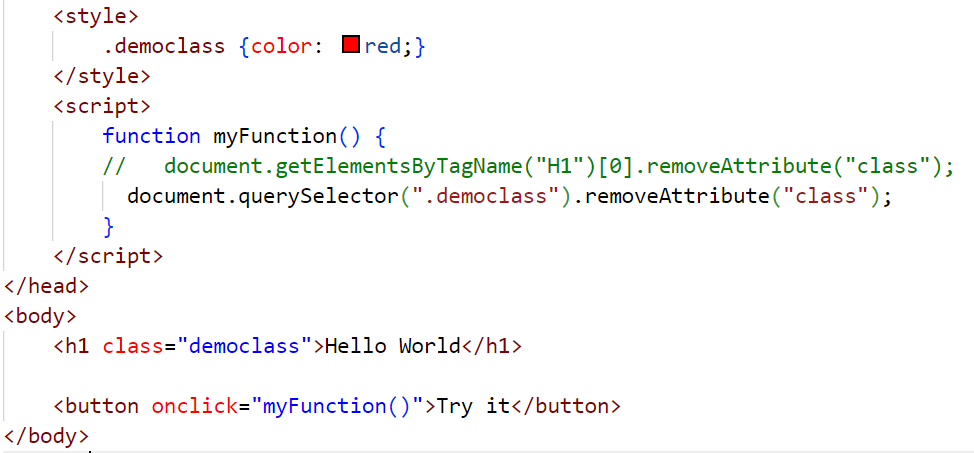 <style>
.democlass {color: red;}
</style>
<script>
function myFunction() {
//   document.getElementsByTagName("H1")[0].removeAttribute("class");
document.querySelector(".democlass").removeAttribute("class");
}
</script>
</head>
<body>
<h1 class="democlass">Hello World</h1>
<button onclick="myFunction()">Try it</button>
</body>